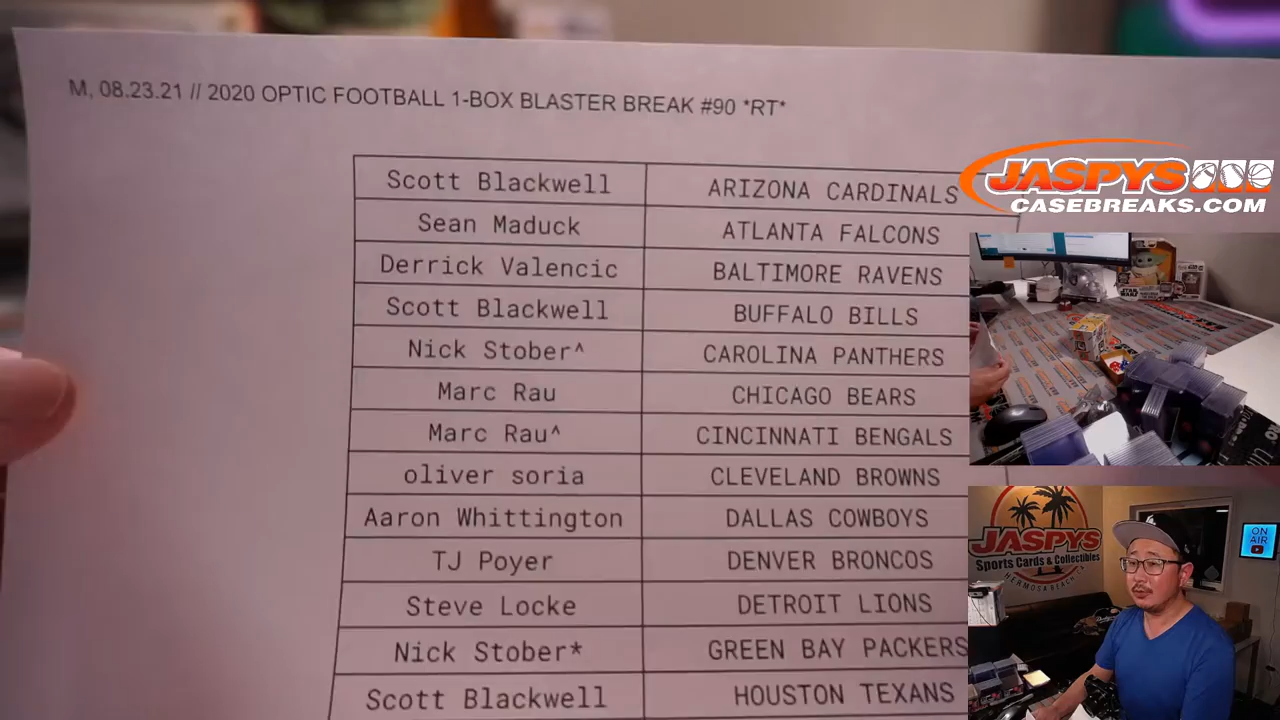 M, 08.23.21 // 2020 OPTIC FOOTBALL 1-BOX BLASTER BREAK #90 *RT*
Scott Blackwell ARIZONA CARDINALS
Sean Maduck ATLANTA FALCONS
Derrick Valencic BALTIMORE RAVENS
Scott Blackwell BUFFALO BILLS
Nick Stober^ CAROLINA PANTHERS
Marc Rau CHICAGO BEARS
Marc Rau^ CINCINNATI BENGALS
oliver soria CLEVELAND BROWNS
Aaron Whittington DALLAS COWBOYS
TJ Poyer DENVER BRONCOS
Steve Locke DETROIT LIONS
Nick Stober* GREEN BAY PACKERS
Scott Blackwell HOUSTON TEXANS
JASPYS
CASEBREAKS.COM
STAR WARS
JASPYS
Sports Cards & Collectibles
HERMOSA BEACH, CA
ON
AIR